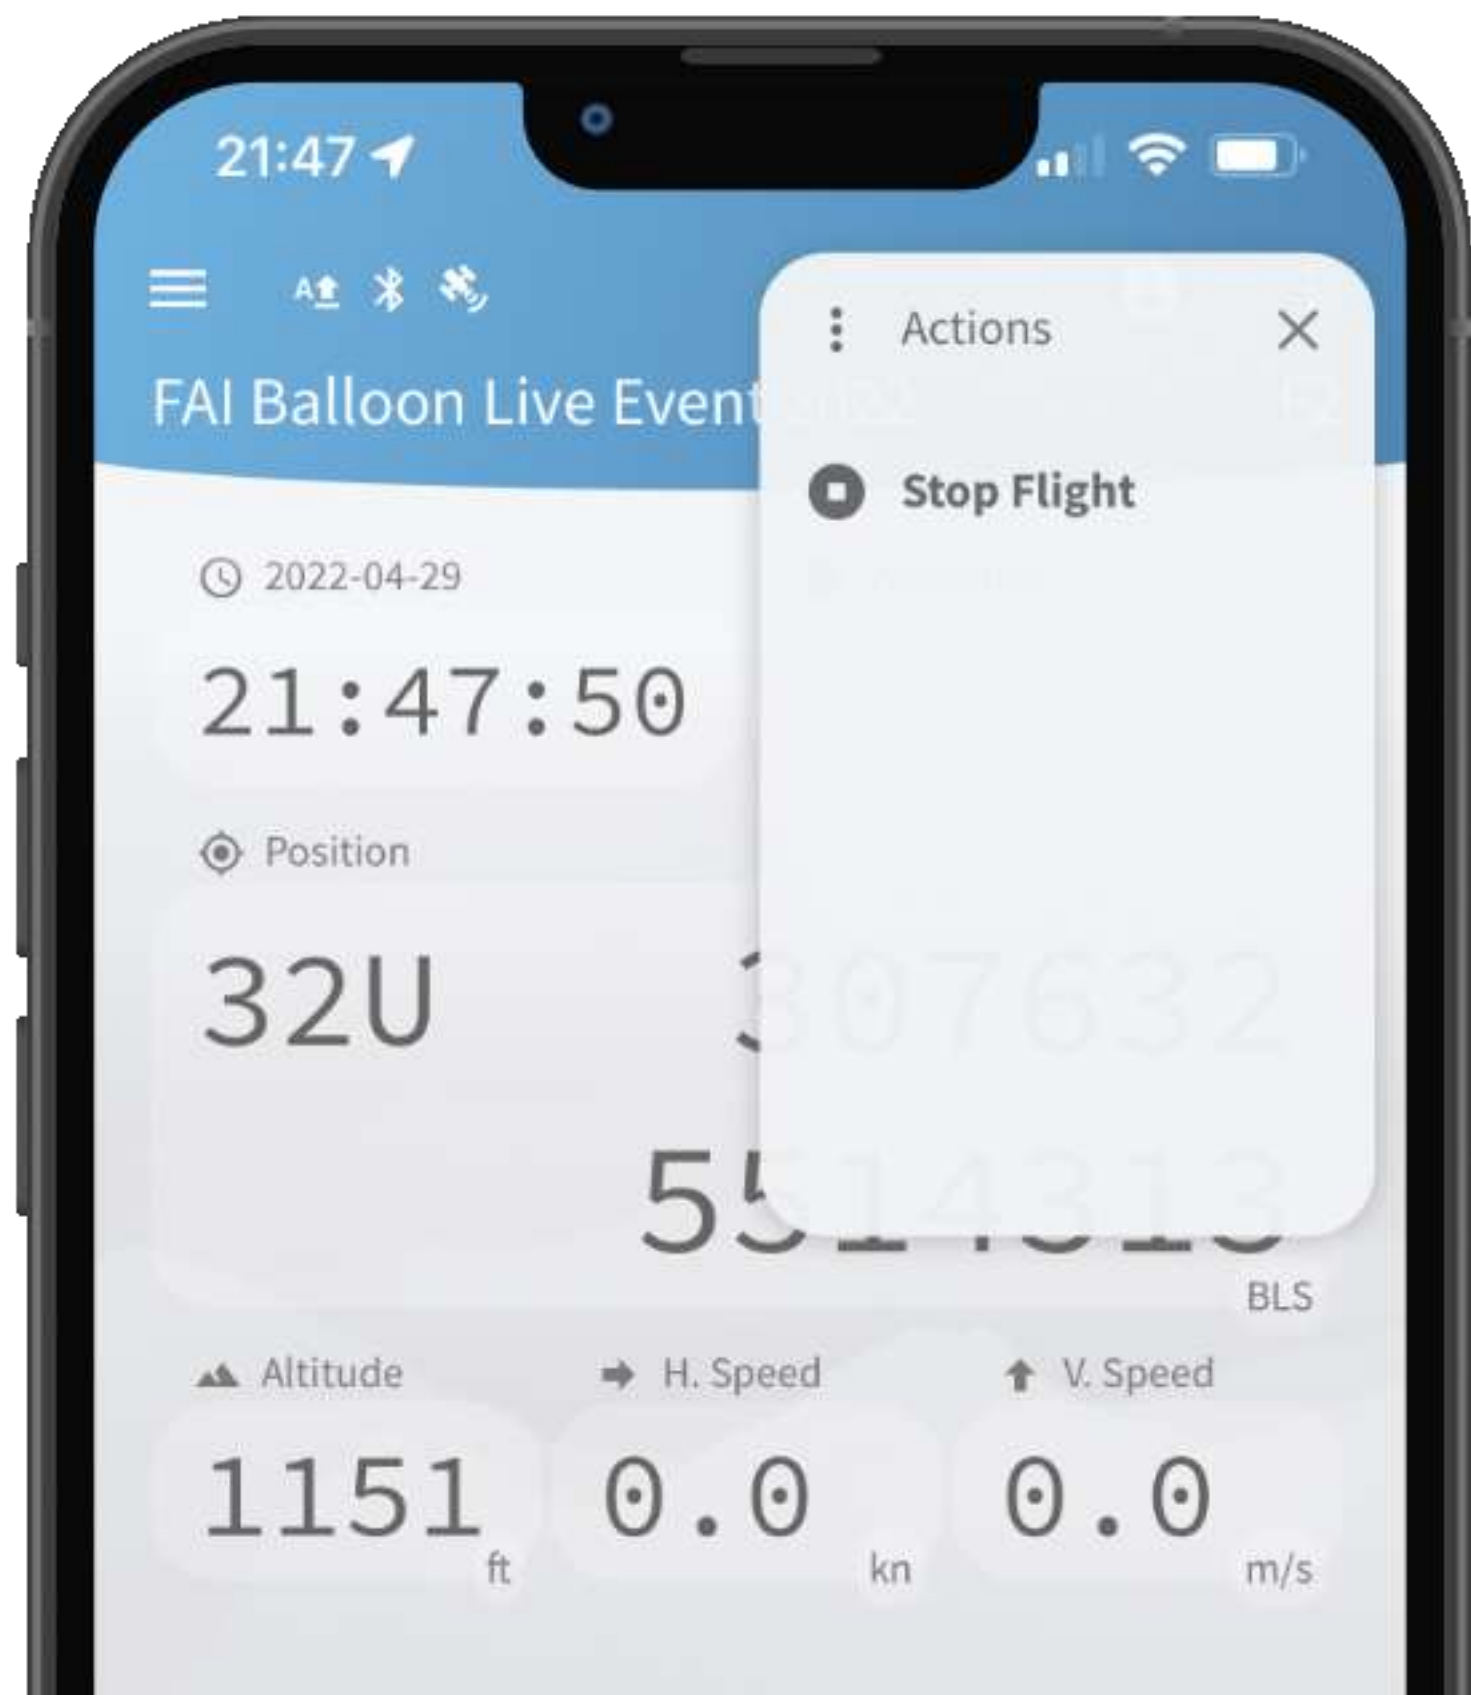 21:47
A
Actions
FAI Balloon Live Event
Stop Flight
2022-04-29
21:47:50
Position
32U 307632
5514313
BLS
Altitude H. Speed V. Speed
1151 0.0 0.0
ft kn m/s